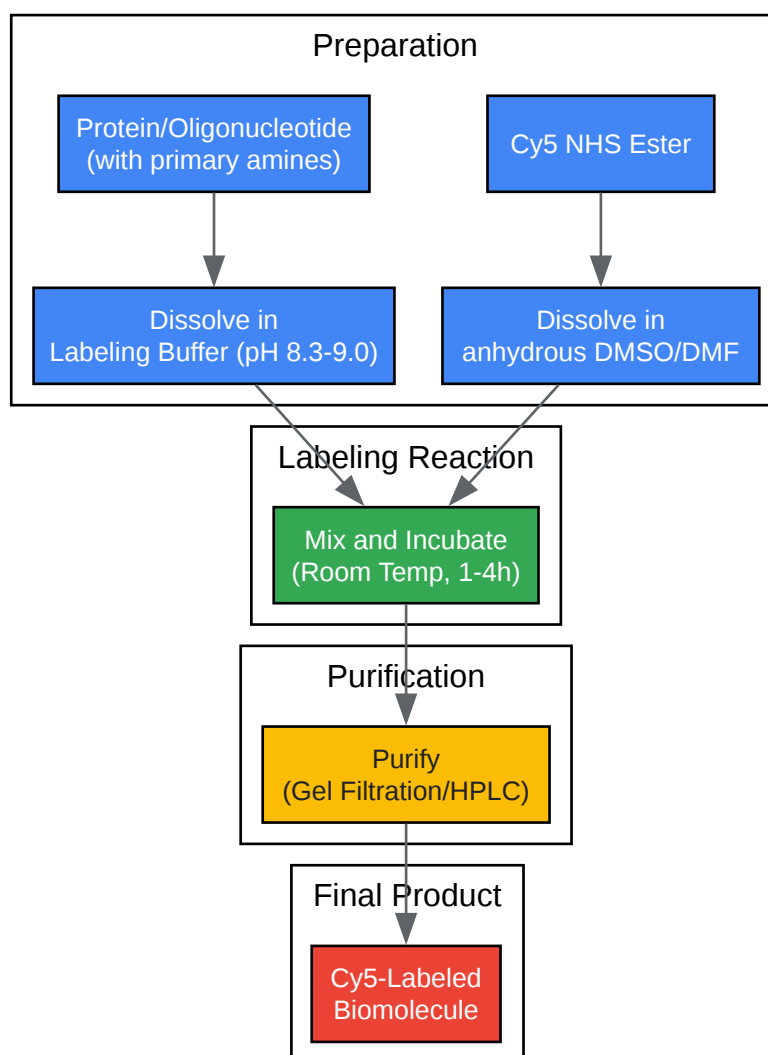 Preparation
Protein/Oligonucleotide
(with primary amines)
Cy5 NHS Ester
Dissolve in
Labeling Buffer (pH 8.3-9.0)
Dissolve in
anhydrous DMSO/DMF
Labeling Reaction
Mix and Incubate
(Room Temp, 1-4h)
Purification
Purify
(Gel Filtration/HPLC)
Final Product
Cy5-Labeled
Biomolecule